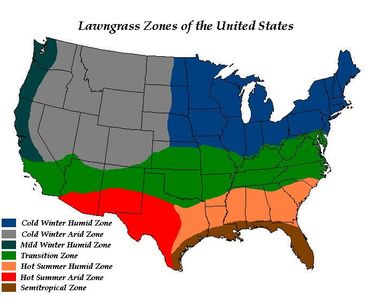 Lawngrass Zones of the United States
Cold Winter Humid Zone
Cold Winter Arid Zone
Mild Winter Humid Zone
Transition Zone
Hot Summer Humid Zone
Hot Summer Arid Zone
Semitropical Zone